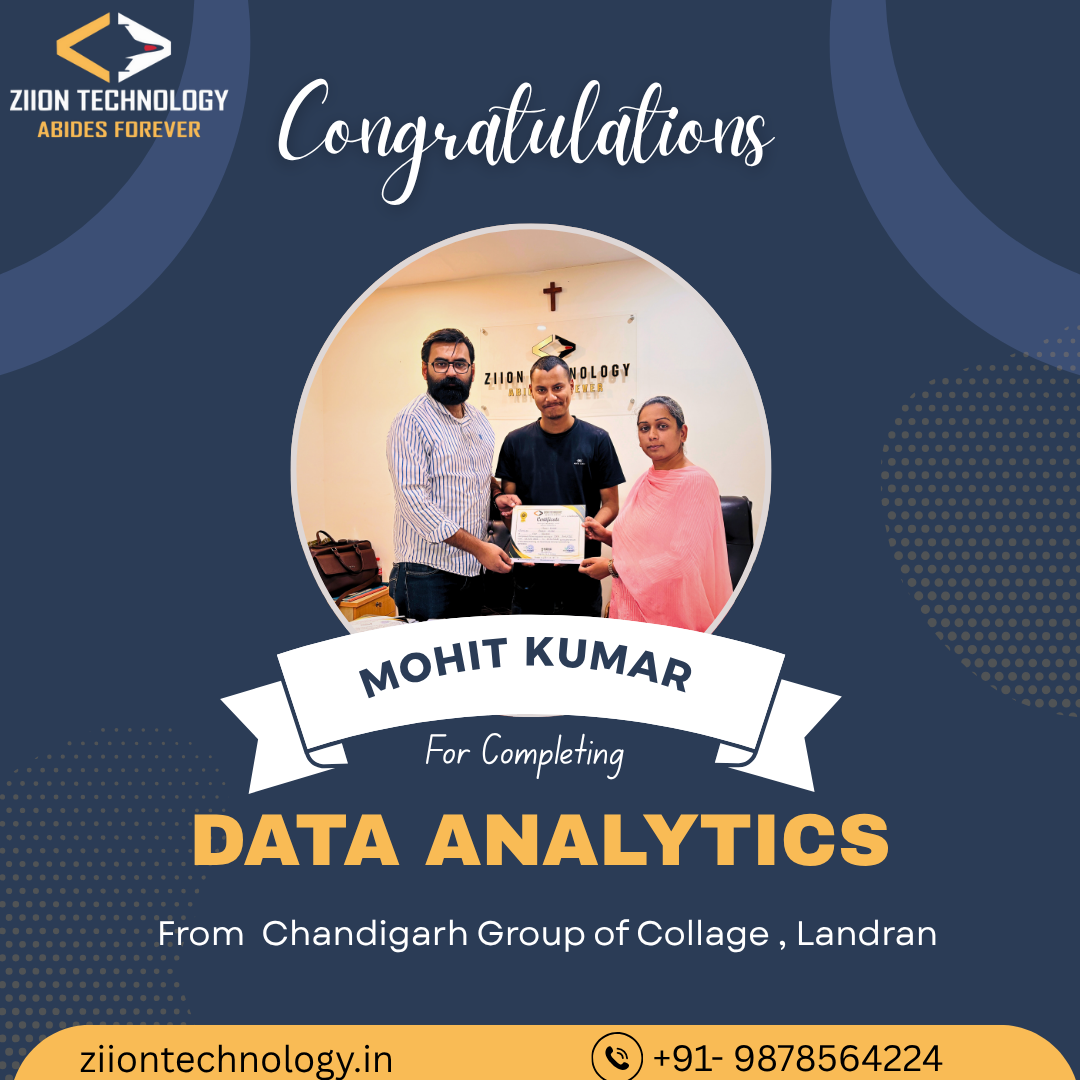 ZIION TECHNOLOGY
ABIDES FOREVER
Congratulations
ZIION TECHNOLOGY
Certificate
MOHIT KUMAR
For Completing
DATA ANALYTICS
From Chandigarh Group of Collage , Landran
ziiontechnology.in
+91- 9878564224